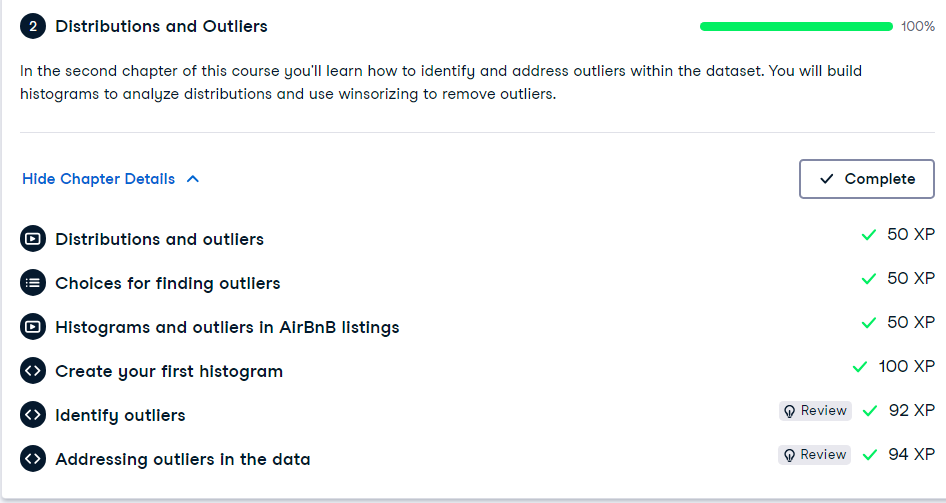 2 Distributions and Outliers 100%
In the second chapter of this course you'll learn how to identify and address outliers within the dataset. You will build
histograms to analyze distributions and use winsorizing to remove outliers.
Hide Chapter Details Complete
Distributions and outliers 50 XP
Choices for finding outliers 50 XP
Histograms and outliers in AirBnB listings 50 XP
Create your first histogram 100 XP
Identify outliers Review 92 XP
Addressing outliers in the data Review 94 XP